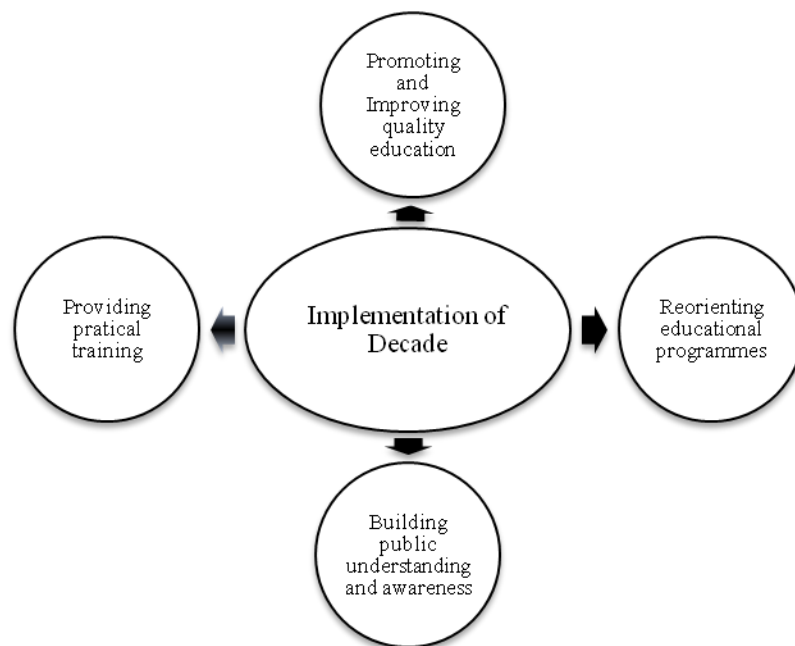 Promoting
and
Improving
quality
education
Providing
pratical
training
Implementation of
Decade
Reorienting
educational
programmes
Building
public
understanding
and awareness